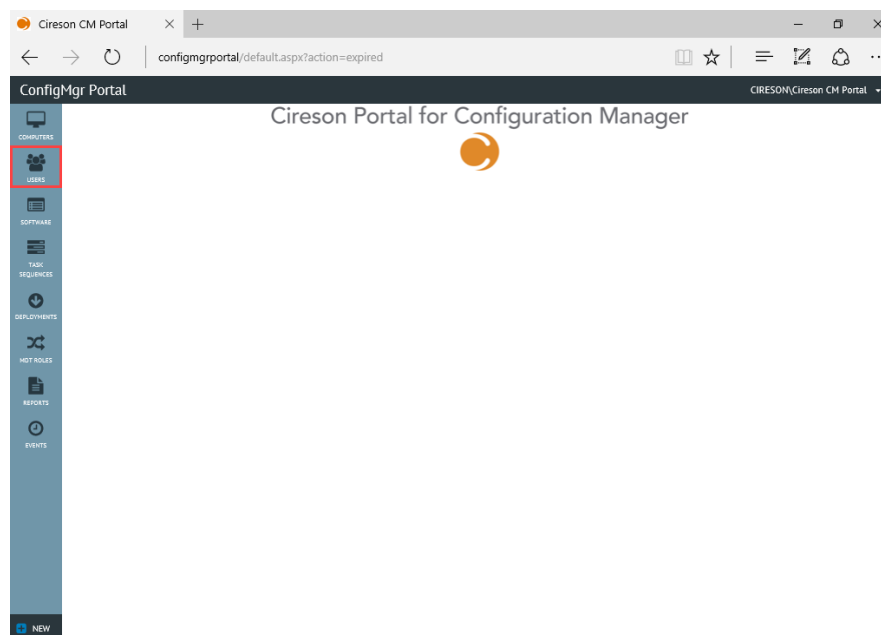 Cireson CM Portal
configmgrportal/default.aspx?action=expired
ConfigMgr Portal
CIRESON\Cireson CM Portal
Cireson Portal for Configuration Manager
COMPUTERS
USERS
SOFTWARE
TASK
SEQUENCES
DEPLOYMENTS
MDT ROLES
REPORTS
EVENTS
NEW